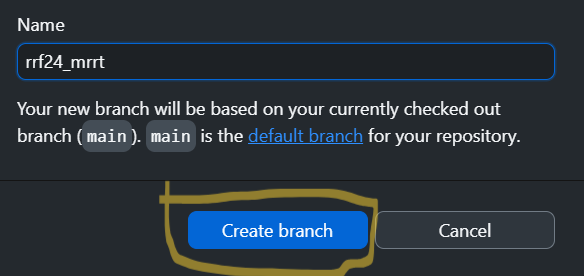 Name
rrf24_mrrt
Your new branch will be based on your currently checked out
branch (main). main is the default branch for your repository.
Create branch Cancel